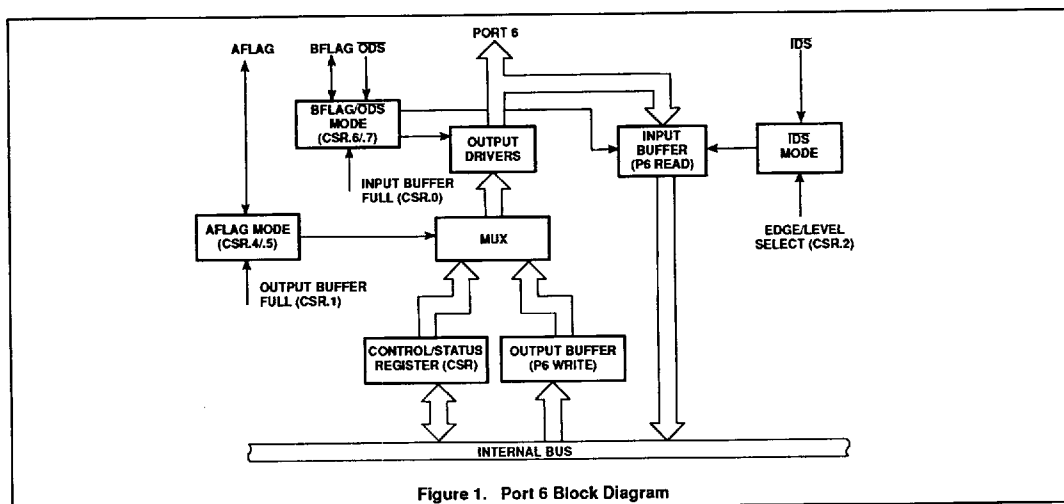 PORT 6
AFLAG
BFLAG ODS
IDS
BFLAG/ODS
MODE
(CSR.6/.7)
OUTPUT
DRIVERS
INPUT
BUFFER
(P6 READ)
IDS
MODE
INPUT BUFFER
FULL (CSR.0)
AFLAG MODE
(CSR.4/.5)
MUX
EDGE/LEVEL
SELECT (CSR.2)
OUTPUT BUFFER
FULL (CSR.1)
CONTROL/STATUS
REGISTER (CSR)
OUTPUT BUFFER
(P6 WRITE)
INTERNAL BUS
Figure 1. Port 6 Block Diagram